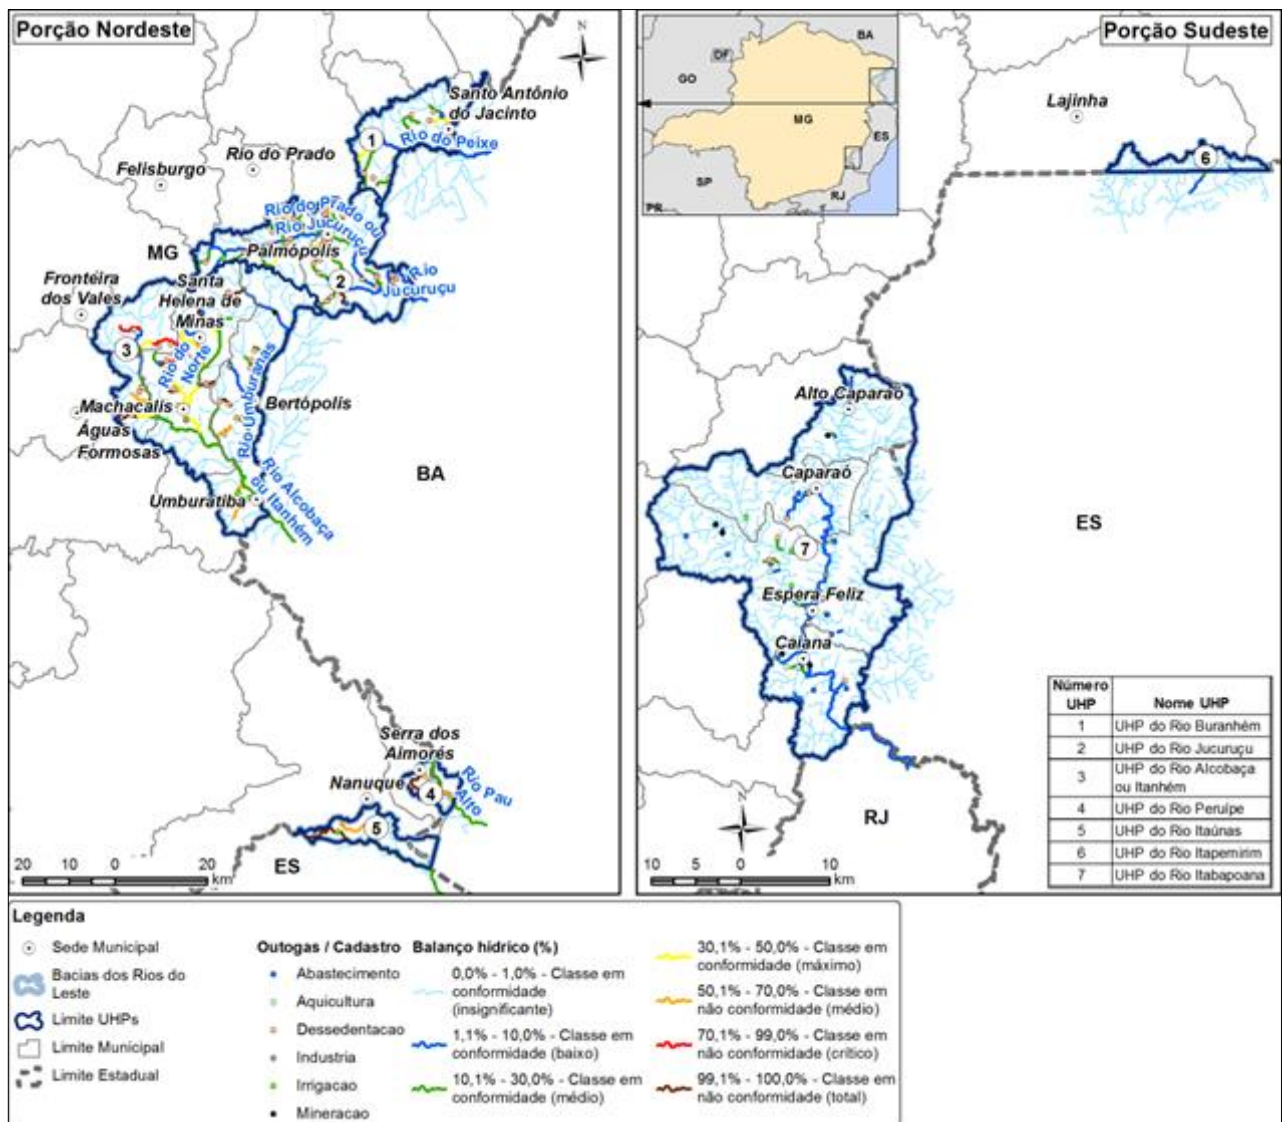 Porção Nordeste
N
Santo Antônio
do Jacinto
1
Rio do Peixe
Rio do Prado
Felisburgo
Rio do Prado ou
Rio Jucuruçu
MG
Palmópolis
Rio
Jucuruçu
2
Fronteira
dos Vales
Santa
Helena de
Minas
3
Rio do
Norte
Rio Umburanas
Machacalis
Bertópolis
Águas
Formosas
Rio Alcobaça
ou Itanhém
Umburatiba
BA
Serra dos
Aimorés
Nanuque
4
Rio Pau
Alto
5
ES
20 10 0 20
km
Porção Sudeste
BA
DF
GO
MG
ES
SP
RJ
PR
Lajinha
6
Alto Caparaó
Caparaó
7
ES
Espera Feliz
Caiana
RJ
N
10 5 0 10
km
Número
UHP
Nome UHP
1 UHP do Rio Buranhém
2 UHP do Rio Jucuruçu
3 UHP do Rio Alcobaça
ou Itanhém
4 UHP do Rio Peruípe
5 UHP do Rio Itaúnas
6 UHP do Rio Itapemirim
7 UHP do Rio Itabapoana
Legenda
Sede Municipal
Bacias dos Rios do
Leste
Limite UHPs
Limite Municipal
Limite Estadual
Outogas / Cadastro
Abastecimento
Aquicultura
Dessedentacao
Industria
Irrigacao
Mineracao
Balanço hídrico (%)
0,0% - 1,0% - Classe em
conformidade
(insignificante)
1,1% - 10,0% - Classe em
conformidade (baixo)
10,1% - 30,0% - Classe em
conformidade (médio)
30,1% - 50,0% - Classe em
conformidade (máximo)
50,1% - 70,0% - Classe em
não conformidade (médio)
70,1% - 99,0% - Classe em
não conformidade (crítico)
99,1% - 100,0% - Classe em
não conformidade (total)